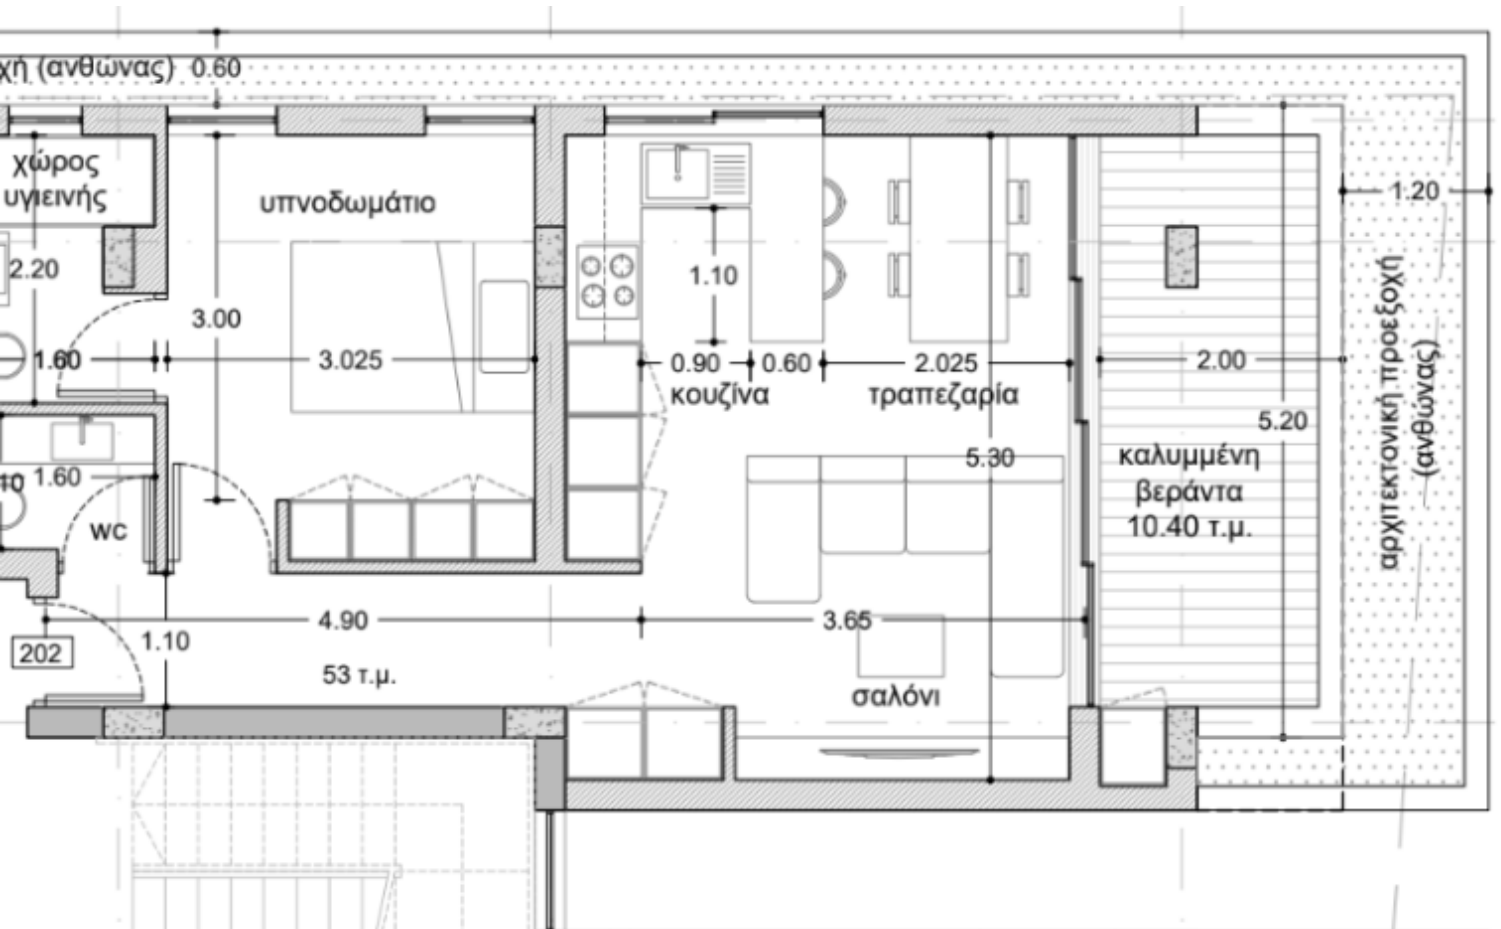 χή (ανθώνας) 0.60
χώρος
υγιεινής
υπνοδωμάτιο
1.20
2.20
1.10
3.00
1.60
3.025
0.90
0.60
2.025
2.00
κουζίνα
τραπεζαρία
5.20
5.30
καλυμμένη
βεράντα
10.40 τ.μ.
αρχιτεκτονική προεξοχή
(ανθώνας)
10
1.60
wc
4.90
3.65
1.10
202
53 τ.μ.
σαλόνι